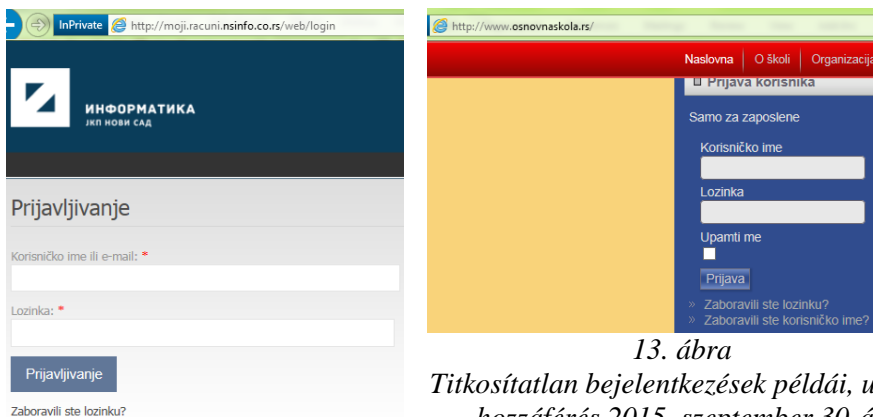 InPrivate http://moji.racuni.nsinfo.co.rs/web/login
ИНФОРМАТИКА
ЈКП НОВИ САД
Prijavljivanje
Korisničko ime ili e-mail: *
Lozinka: *
Prijavljivanje
Zaboravili ste lozinku?
http://www.osnovnaskola.rs/
Naslovna O školi Organizacija
Prijava korisnika
Samo za zaposlene
Korisničko ime
Lozinka
Upamti me
Prijava
» Zaboravili ste lozinku?
» Zaboravili ste korisničko ime?
13. ábra
Titkosítatlan bejelentkezések példái,
hozzáférés 2015. szeptember 30-